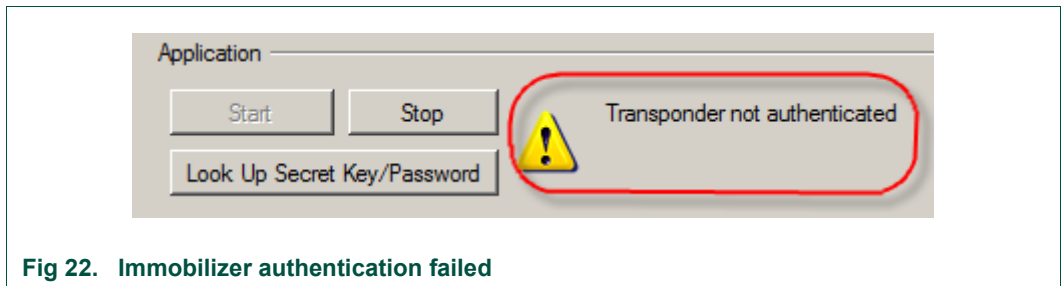 Application
Start
Stop
Transponder not authenticated
Look Up Secret Key/Password
Fig 22. Immobilizer authentication failed